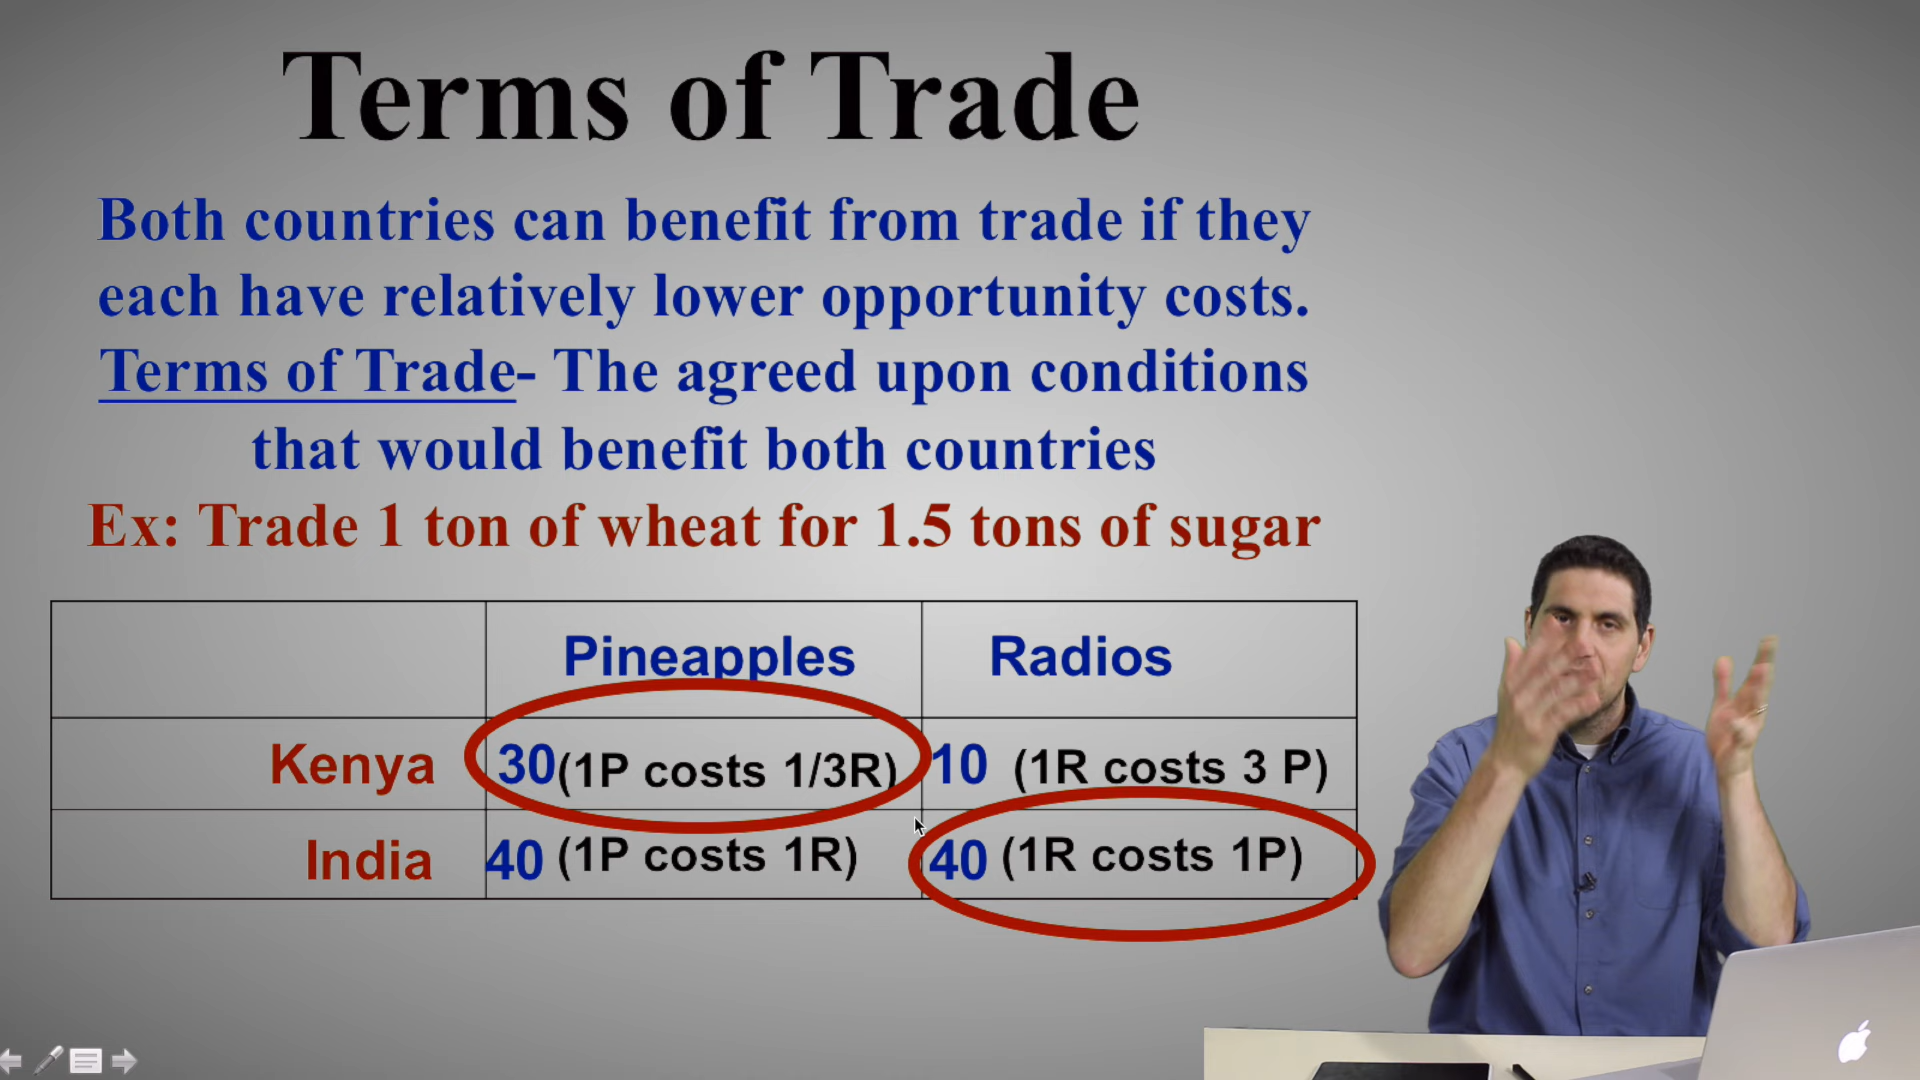 Terms of Trade
Both countries can benefit from trade if they
each have relatively lower opportunity costs.
Terms of Trade- The agreed upon conditions
that would benefit both countries
Ex: Trade 1 ton of wheat for 1.5 tons of sugar
Pineapples Radios
Kenya 30 (1P costs 1/3R) 10 (1R costs 3 P)
India 40 (1P costs 1R) 40 (1R costs 1P)